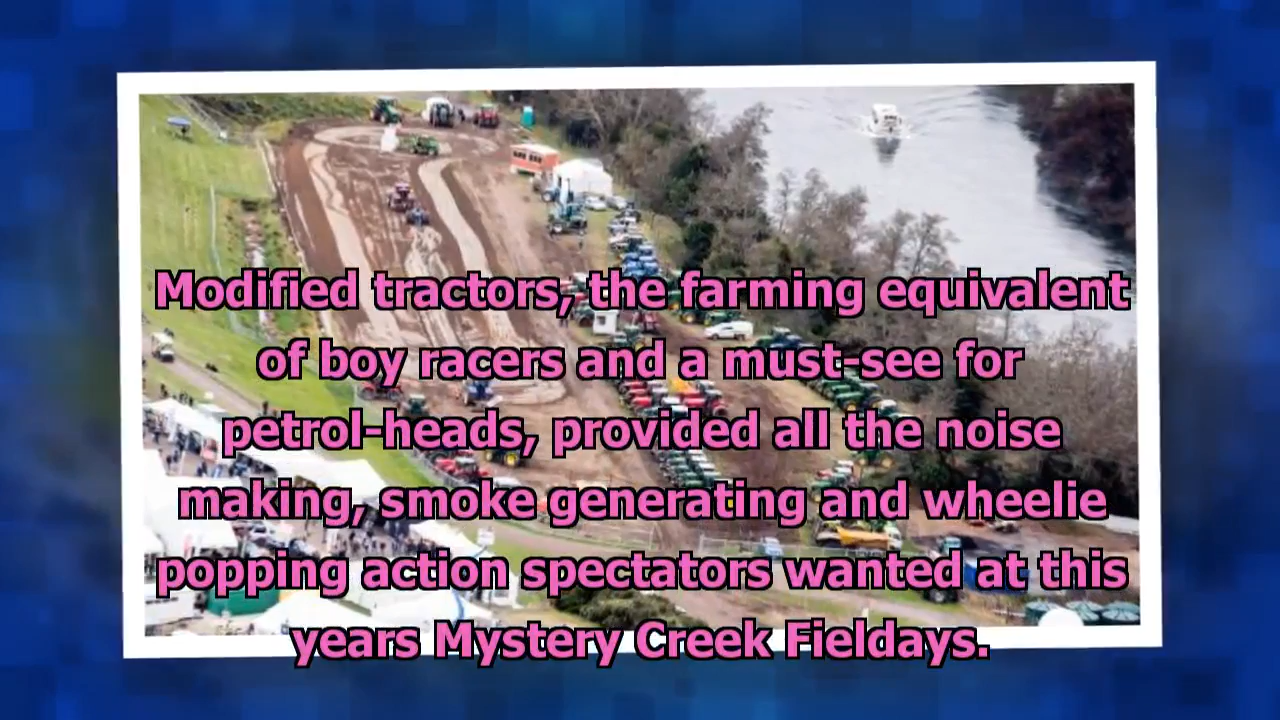 Modified tractors, the farming equivalent
of boy racers and a must-see for
petrol-heads, provided all the noise
making, smoke generating and wheelie
popping action spectators wanted at this
years Mystery Creek Fieldays.